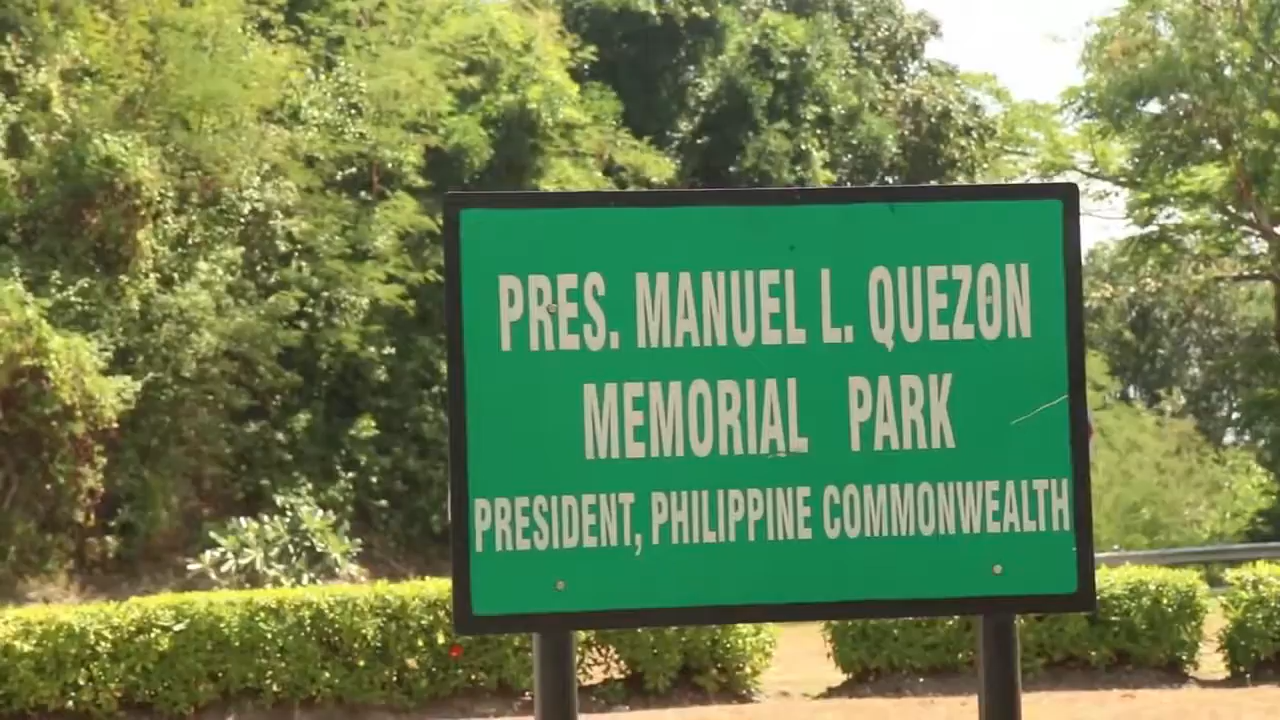 PRES. MANUEL L. QUEZON
MEMORIAL PARK
PRESIDENT, PHILIPPINE COMMONWEALTH